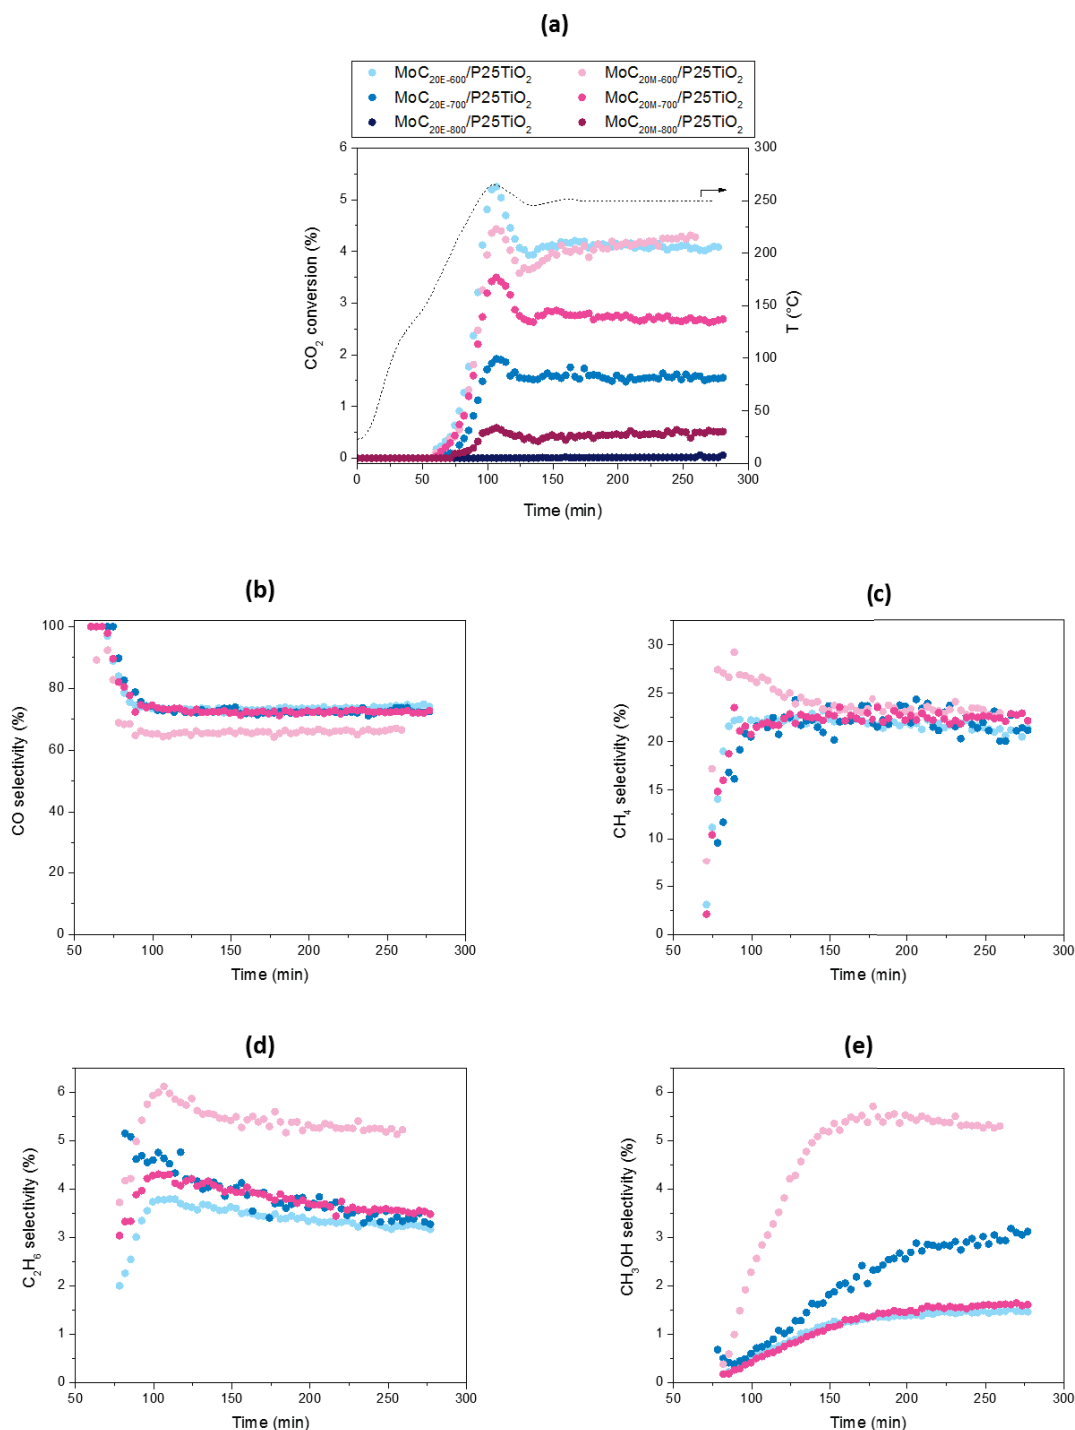 (a)
MoC20E-600/P25TiO2 MoC20M-600/P25TiO2
MoC20E-700/P25TiO2 MoC20M-700/P25TiO2
MoC20E-800/P25TiO2 MoC20M-800/P25TiO2
6 300
5 250
4 200
3 150
2 100
1 50
0 0
CO2 conversion (%)
T (°C)
0 50 100 150 200 250 300
Time (min)
(b)
100
80
60
40
20
0
CO selectivity (%)
50 100 150 200 250 300
Time (min)
(c)
30
25
20
15
10
5
0
CH4 selectivity (%)
50 100 150 200 250 300
Time (min)
(d)
6
5
4
3
2
1
0
C2H6 selectivity (%)
50 100 150 200 250 300
Time (min)
(e)
6
5
4
3
2
1
0
CH3OH selectivity (%)
50 100 150 200 250 300
Time (min)